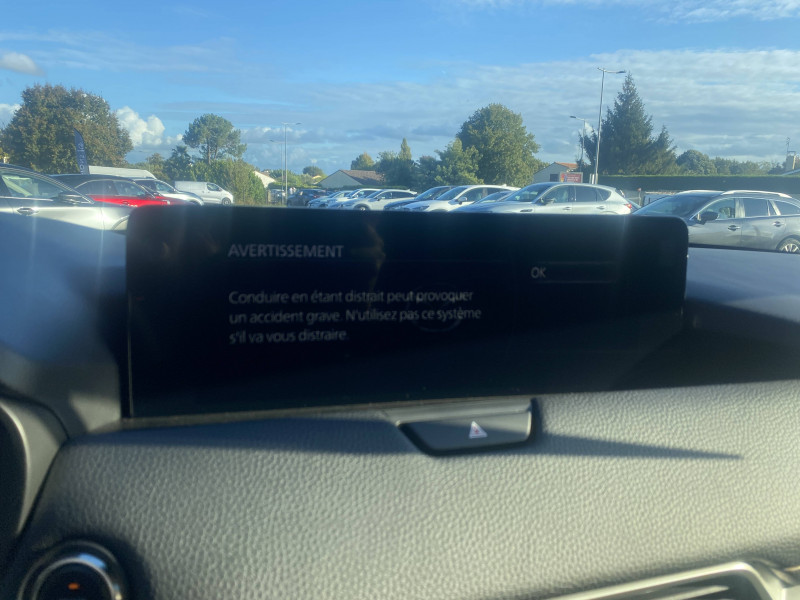 AVERTISSEMENT
OK
Conduire en étant distrait peut provoquer
un accident grave. N'utilisez pas ce système
s'il va vous distraire.